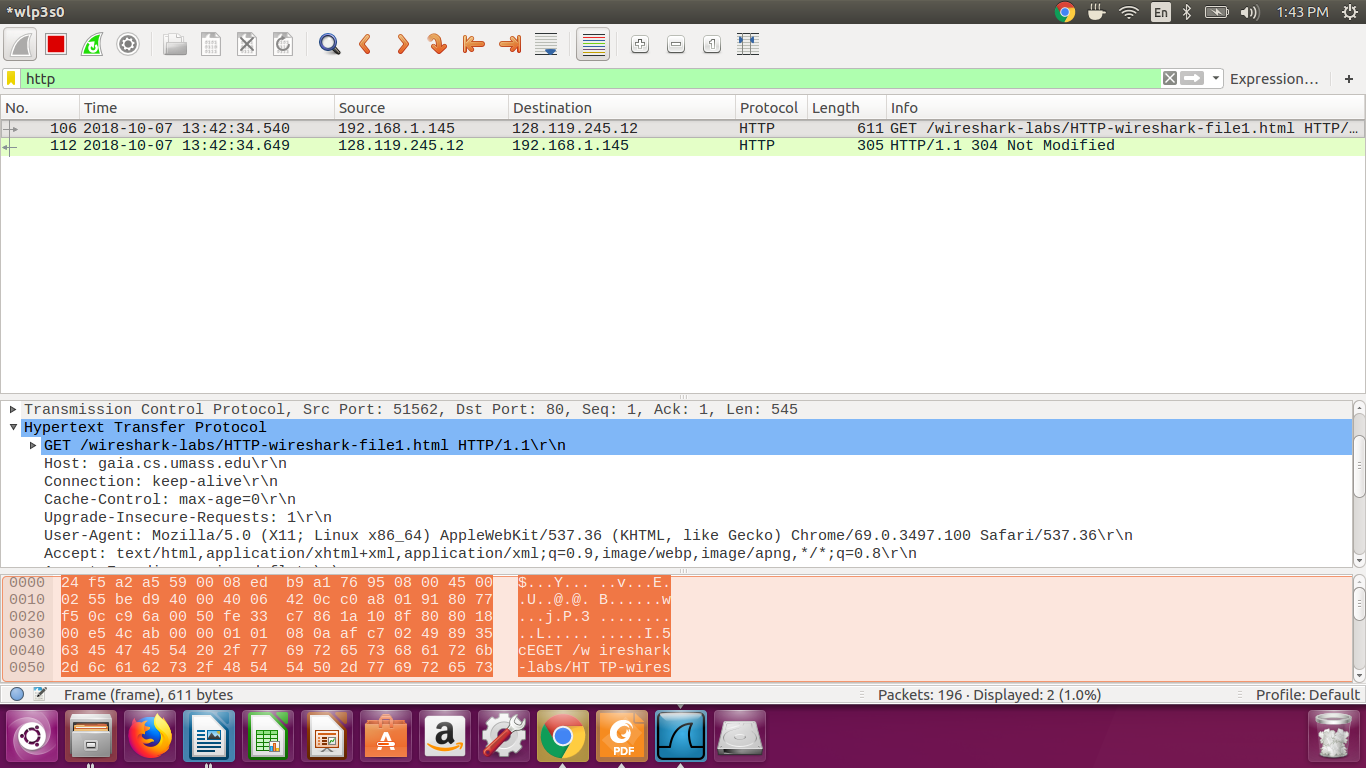 *wlp3s0 En 1:43 PM
http Expression… +
No. Time Source Destination Protocol Length Info
106 2018-10-07 13:42:34.540 192.168.1.145 128.119.245.12 HTTP 611 GET /wireshark-labs/HTTP-wireshark-file1.html HTTP/…
112 2018-10-07 13:42:34.649 128.119.245.12 192.168.1.145 HTTP 305 HTTP/1.1 304 Not Modified
Transmission Control Protocol, Src Port: 51562, Dst Port: 80, Seq: 1, Ack: 1, Len: 545
Hypertext Transfer Protocol
GET /wireshark-labs/HTTP-wireshark-file1.html HTTP/1.1\r\n
Host: gaia.cs.umass.edu\r\n
Connection: keep-alive\r\n
Cache-Control: max-age=0\r\n
Upgrade-Insecure-Requests: 1\r\n
User-Agent: Mozilla/5.0 (X11; Linux x86_64) AppleWebKit/537.36 (KHTML, like Gecko) Chrome/69.0.3497.100 Safari/537.36\r\n
Accept: text/html,application/xhtml+xml,application/xml;q=0.9,image/webp,image/apng,*/*;q=0.8\r\n
0000 24 f5 a2 a5 59 00 08 ed b9 a1 76 95 08 00 45 00 $...Y... ..v...E.
0010 02 55 be d9 40 00 40 06 42 0c c0 a8 01 91 80 77 .U..@.@. B......w
0020 f5 0c c9 6a 00 50 fe 33 c7 86 1a 10 8f 80 80 18 ...j.P.3 ........
0030 00 e5 4c ab 00 00 01 01 08 0a af c7 02 49 89 35 ..L..... .....I.5
0040 63 45 47 45 54 20 2f 77 69 72 65 73 68 61 72 6b cEGET /w ireshark
0050 2d 6c 61 62 73 2f 48 54 54 50 2d 77 69 72 65 73 -labs/HT TP-wires
Frame (frame), 611 bytes Packets: 196 · Displayed: 2 (1.0%) Profile: Default
PDF